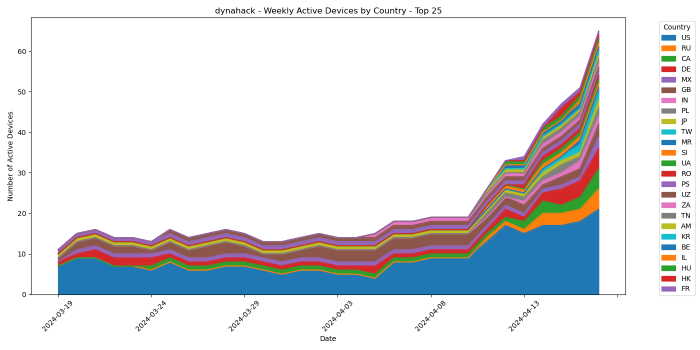 dynahack - Weekly Active Devices by Country - Top 25
Number of Active Devices
60
50
40
30
20
10
0
2024-03-19
2024-03-24
2024-03-29
2024-04-03
2024-04-08
2024-04-13
Date
Country
US
RU
CA
DE
MX
GB
IN
PL
JP
TW
MR
SI
UA
RO
PS
UZ
ZA
TN
AM
KR
BE
IL
HU
HK
FR